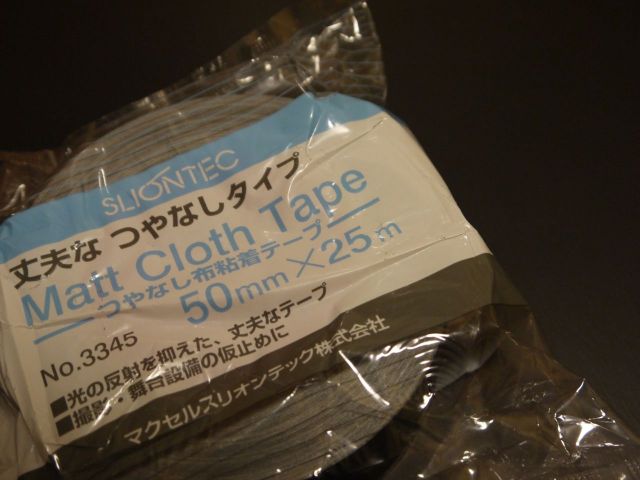 SLIONTEC
丈夫な つやなしタイプ
Matt Cloth Tape
つやなし布粘着テープ
50mm×25m
No.3345
■光の反射を抑えた、丈夫なテープ
■撮影・舞台設備の仮止めに
マクセルスリオンテック株式会社